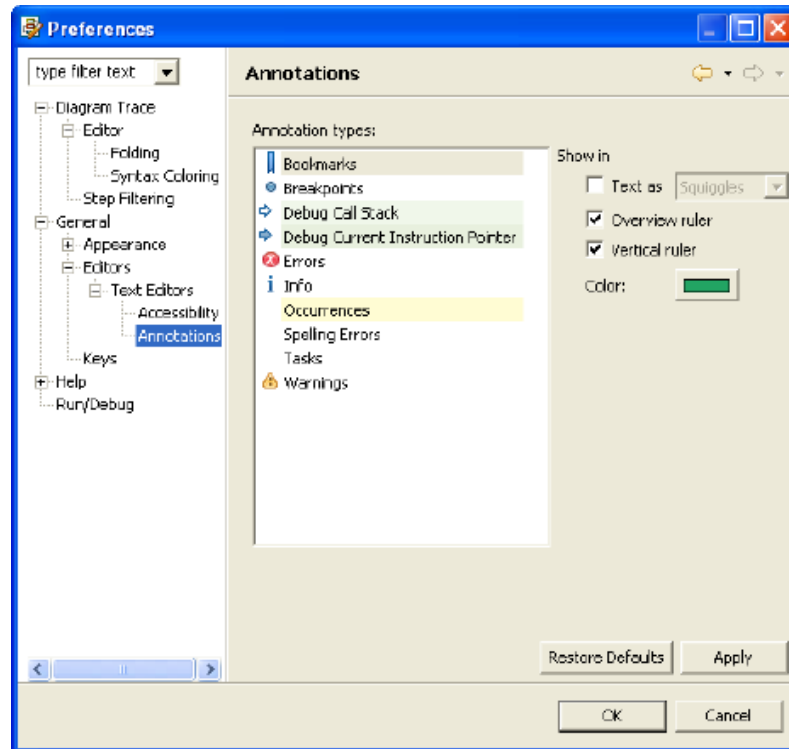 Preferences
type filter text
Annotations
Diagram Trace
Editor
Folding
Syntax Coloring
Step Filtering
General
Appearance
Editors
Text Editors
Accessibility
Annotations
Keys
Help
Run/Debug
Annotation types:
Bookmarks
Breakpoints
Debug Call Stack
Debug Current Instruction Pointer
Errors
Info
Occurrences
Spelling Errors
Tasks
Warnings
Show in
Text as Squiggles
Overview ruler
Vertical ruler
Color:
Restore Defaults Apply
OK Cancel